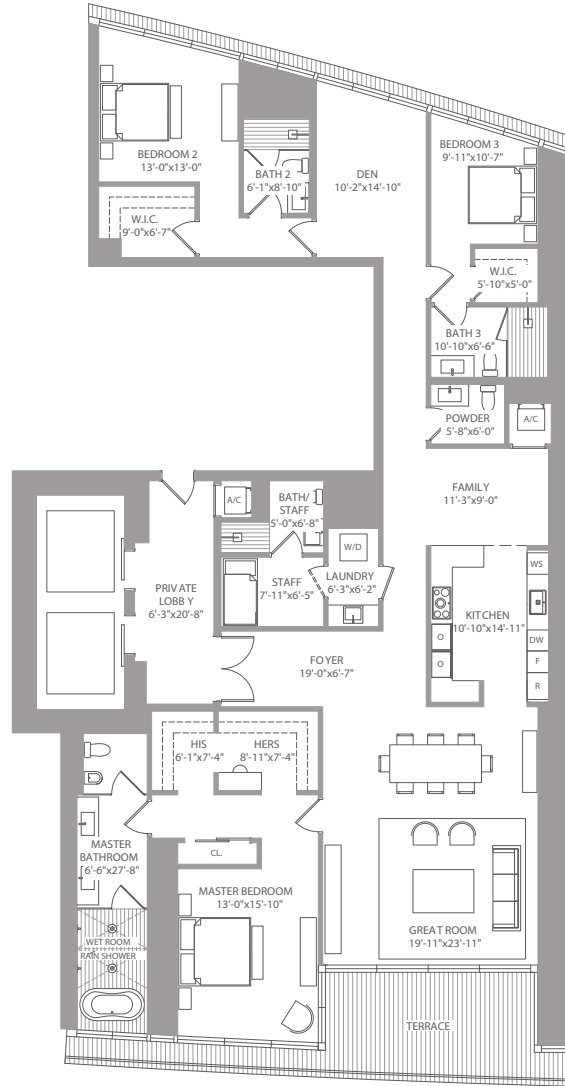 BEDROOM 2
13'-0"x13'-0"
BATH 2
6'-1"x8'-10"
DEN
10'-2"x14'-10"
BEDROOM 3
9'-11"x10'-7"
W.I.C.
9'-0"x6'-7"
W.I.C.
5'-10"x5'-0"
BATH 3
10'-10"x6'-6"
POWDER
5'-8"x6'-0"
A/C
FAMILY
11'-3"x9'-0"
A/C
BATH/
STAFF
5'-0"x6'-8"
W/D
STAFF
7'-11"x6'-5"
LAUNDRY
6'-3"x6'-2"
PRIVATE
LOBBY
6'-3"x20'-8"
WS
KITCHEN
10'-10"x14'-11"
DW
F
R
O
O
FOYER
19'-0"x6'-7"
HIS
6'-1"x7'-4"
HERS
8'-11"x7'-4"
CL.
MASTER
BATHROOM
6'-6"x27'-8"
MASTER BEDROOM
13'-0"x15'-10"
WET ROOM
RAIN SHOWER
GREAT ROOM
19'-11"x23'-11"
TERRACE